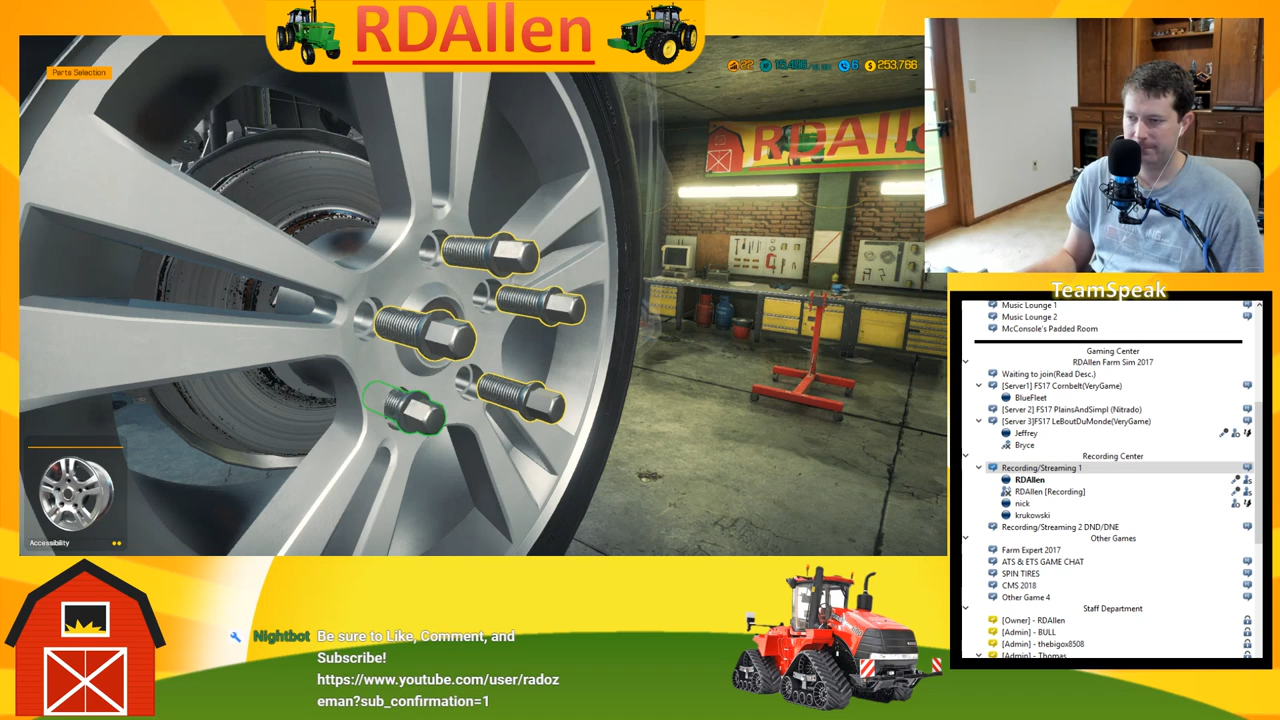 RDAllen
Parts Selection
22
6
253,766
RDAll
Accessibility
TeamSpeak
Music Lounge 1
Music Lounge 2
McConsole's Padded Room
Gaming Center
RDAllen Farm Sim 2017
Waiting to join(Read Desc.)
[Server1] FS17 Cornbelt(VeryGame)
BlueFleet
[Server 2] FS17 PlainsAndSimpl (Nitrado)
[Server 3]FS17 LeBoutDuMonde(VeryGame)
Jeffrey
Bryce
Recording Center
Recording/Streaming 1
RDAllen
RDAllen [Recording]
nick
krukowski
Recording/Streaming 2 DND/DNE
Other Games
Farm Expert 2017
ATS & ETS GAME CHAT
SPIN TIRES
CMS 2018
Other Game 4
Staff Department
[Owner] - RDAllen
[Admin] - BULL
[Admin] - thebigox8508
[Admin] - Thomas
Nightbot Be sure to Like, Comment, and
Subscribe!
https://www.youtube.com/user/radoz
eman?sub_confirmation=1